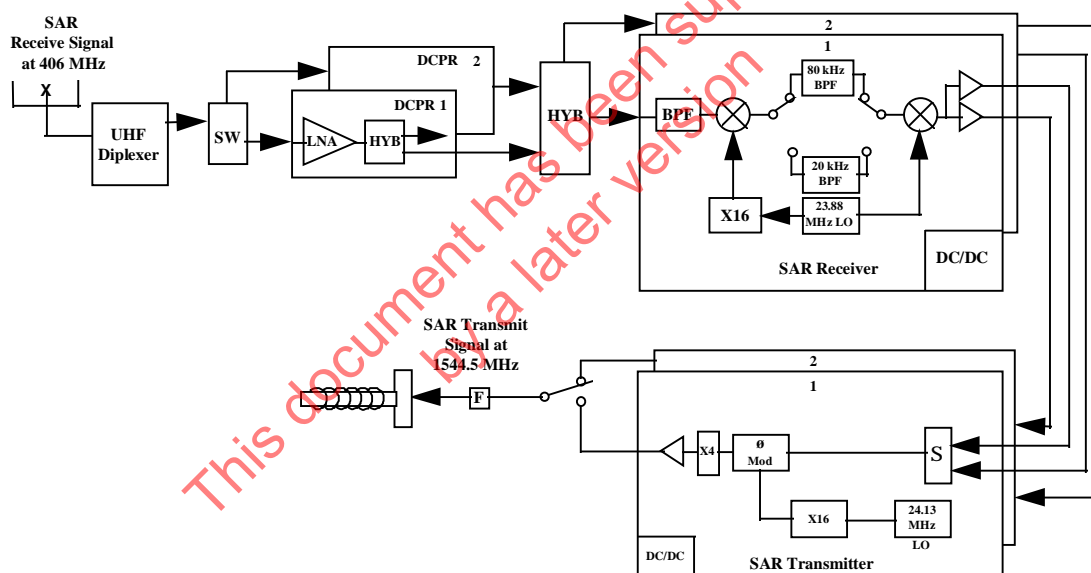 SAR
Receive Signal
at 406 MHz
X
UHF
Diplexer
SW
DCPR 2
DCPR 1
LNA
HYB
HYB
2
1
BPF
80 kHz
BPF
20 kHz
BPF
X16
23.88
MHz LO
SAR Receiver
DC/DC
SAR Transmit
Signal at
1544.5 MHz
F
2
1
X4
ø
Mod
S
X16
24.13
MHz
LO
DC/DC
SAR Transmitter
This document has been sup
by a later version